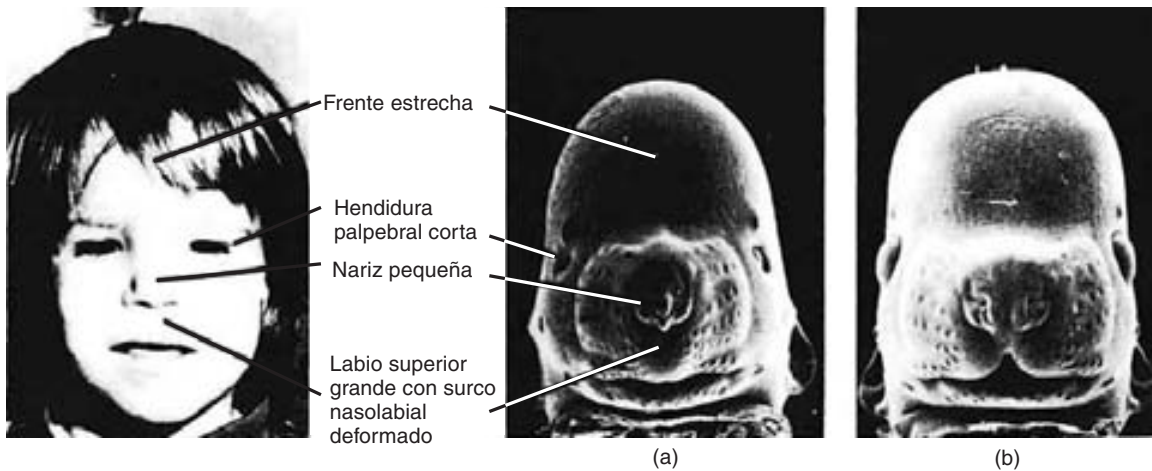 Frente estrecha
Hendidura
palpebral corta
Nariz pequeña
Labio superior
grande con surco
nasolabial
deformado
(a)
(b)